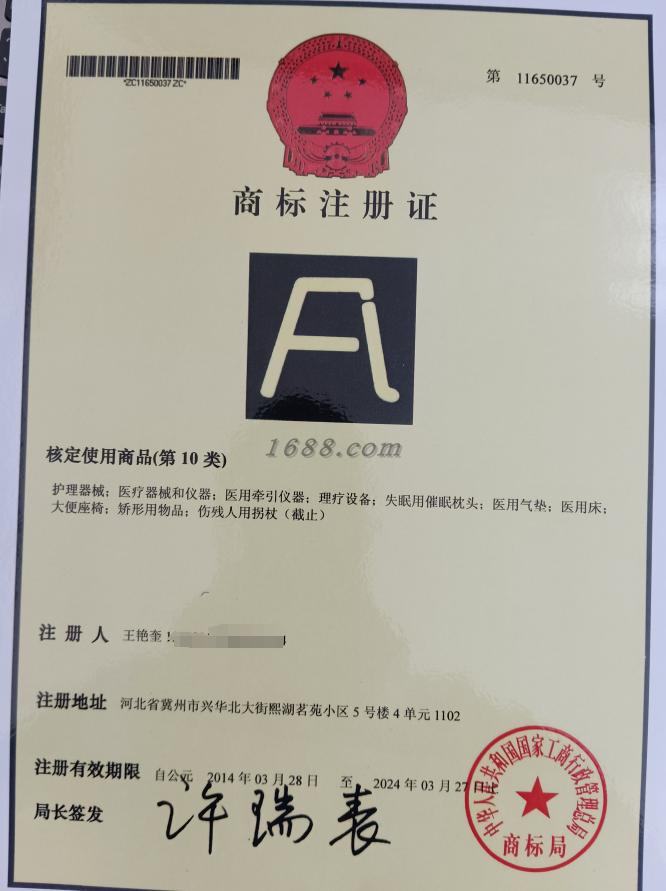 *ZC11650037ZC*
第 11650037 号
商标注册证
1688.com
核定使用商品(第 10 类)
护理器械；医疗器械和仪器；医用牵引仪器；理疗设备；失眠用催眠枕头；医用气垫；医用床；
大便座椅；矫形用物品；伤残人用拐杖（截止）
注 册 人 王艳奎
注册地址 河北省冀州市兴华北大街熙湖茗苑小区 5 号楼 4 单元 1102
注册有效期限 自公元 2014 年 03 月 28 日 至 2024 年 03 月 27 日止
局长签发 许瑞表
中华人民共和国国家工商行政管理总局
商标局